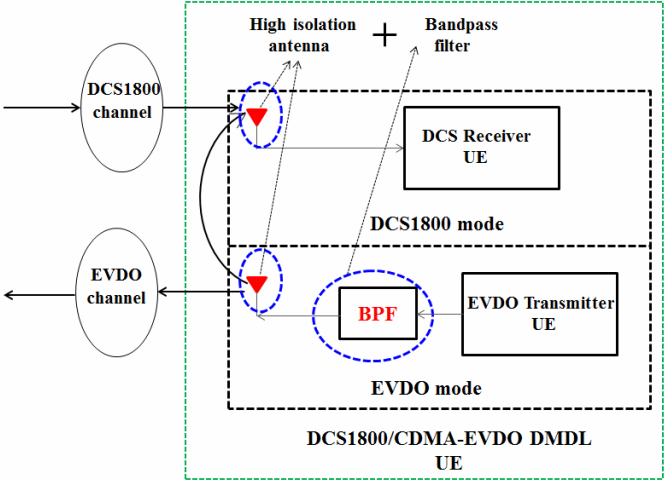 High isolation
antenna
+
Bandpass
filter
DCS1800
channel
DCS Receiver
UE
DCS1800 mode
EVDO
channel
BPF
EVDO Transmitter
UE
EVDO mode
DCS1800/CDMA-EVDO DMDL
UE